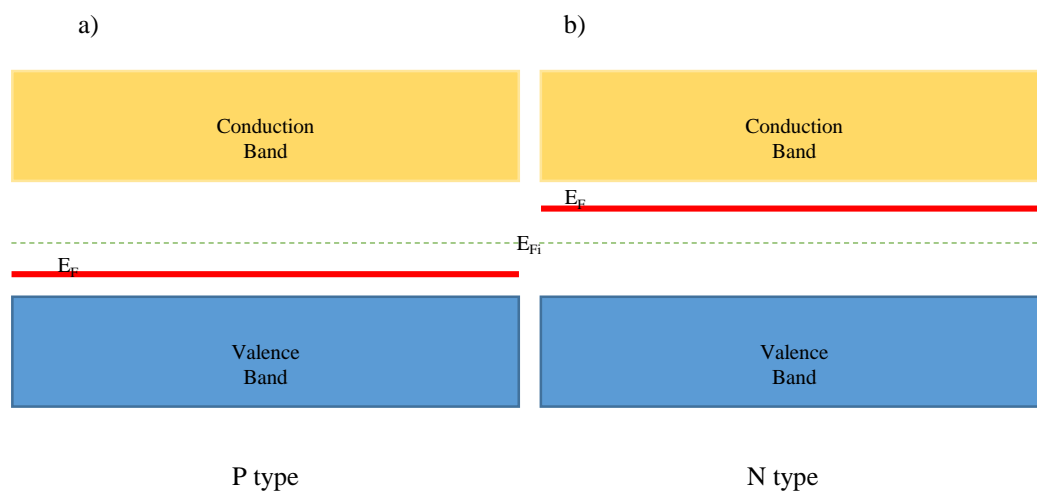 a)
b)
Conduction
Band
Conduction
Band
E_F
E_Fi
E_F
Valence
Band
Valence
Band
P type
N type